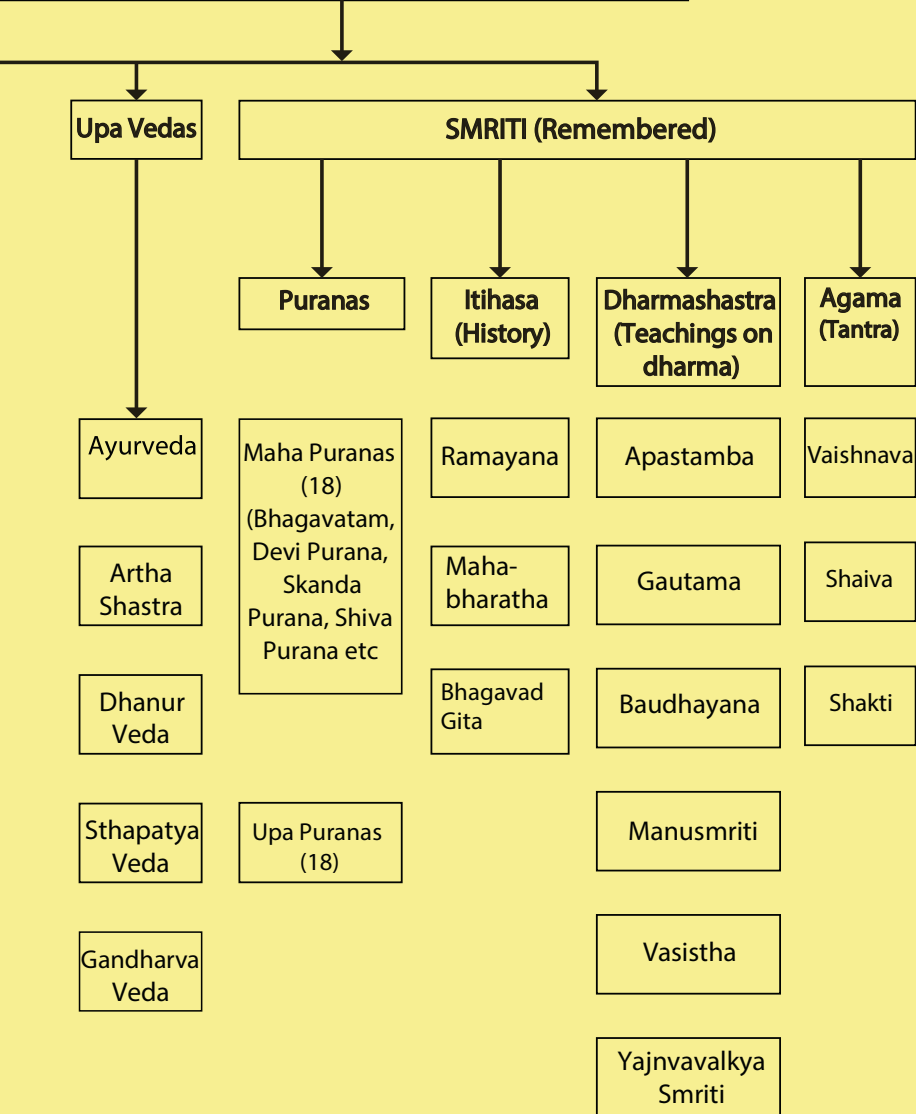 Upa Vedas
SMRITI (Remembered)
Puranas
Itihasa
(History)
Dharmashastra
(Teachings on
dharma)
Agama
(Tantra)
Ayurveda
Artha
Shastra
Dhanur
Veda
Sthapatya
Veda
Gandharva
Veda
Maha Puranas
(18)
(Bhagavatam,
Devi Purana,
Skanda
Purana, Shiva
Purana etc
Upa Puranas
(18)
Ramayana
Maha-
bharatha
Bhagavad
Gita
Apastamba
Gautama
Baudhayana
Manusmriti
Vasistha
Yajnvavalkya
Smriti
Vaishnava
Shaiva
Shakti